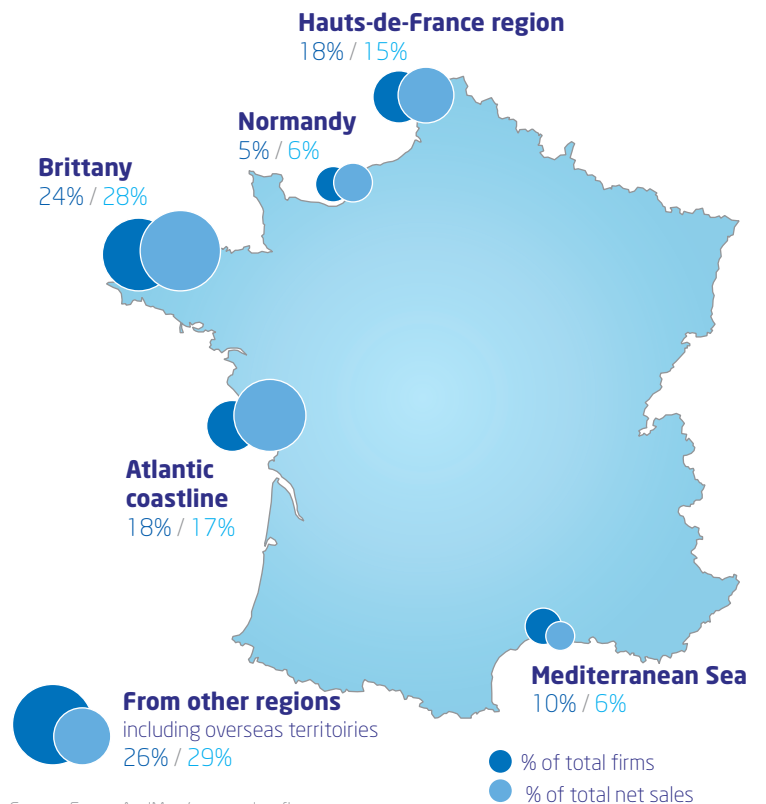 Hauts-de-France region
18% / 15%
Normandy
5% / 6%
Brittany
24% / 28%
Atlantic
coastline
18% / 17%
Mediterranean Sea
10% / 6%
From other regions
including overseas territoiries
26% / 29%
% of total firms
% of total net sales